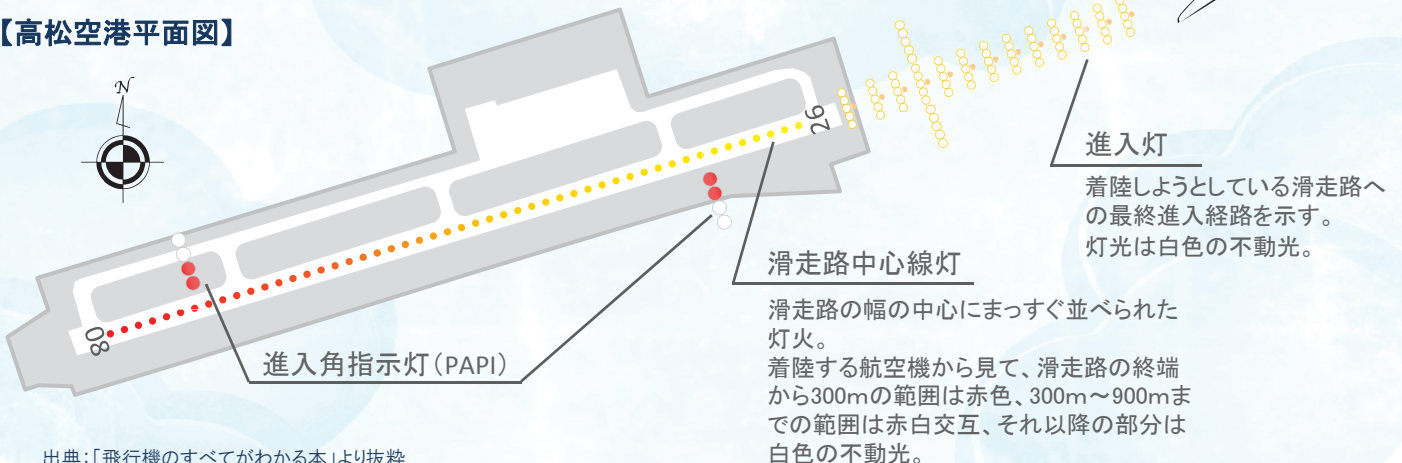 【高松空港平面図】
N
26
進入灯
着陸しようとしている滑走路へ
の最終進入経路を示す。
灯光は白色の不動光。
滑走路中心線灯
滑走路の幅の中心にまっすぐ並べられた
灯火。
着陸する航空機から見て、滑走路の終端
から300mの範囲は赤色、300m～900mま
での範囲は赤白交互、それ以降の部分は
白色の不動光。
08
進入角指示灯（PAPI）
出典：「飛行機のすべてがわかる本」より抜粋